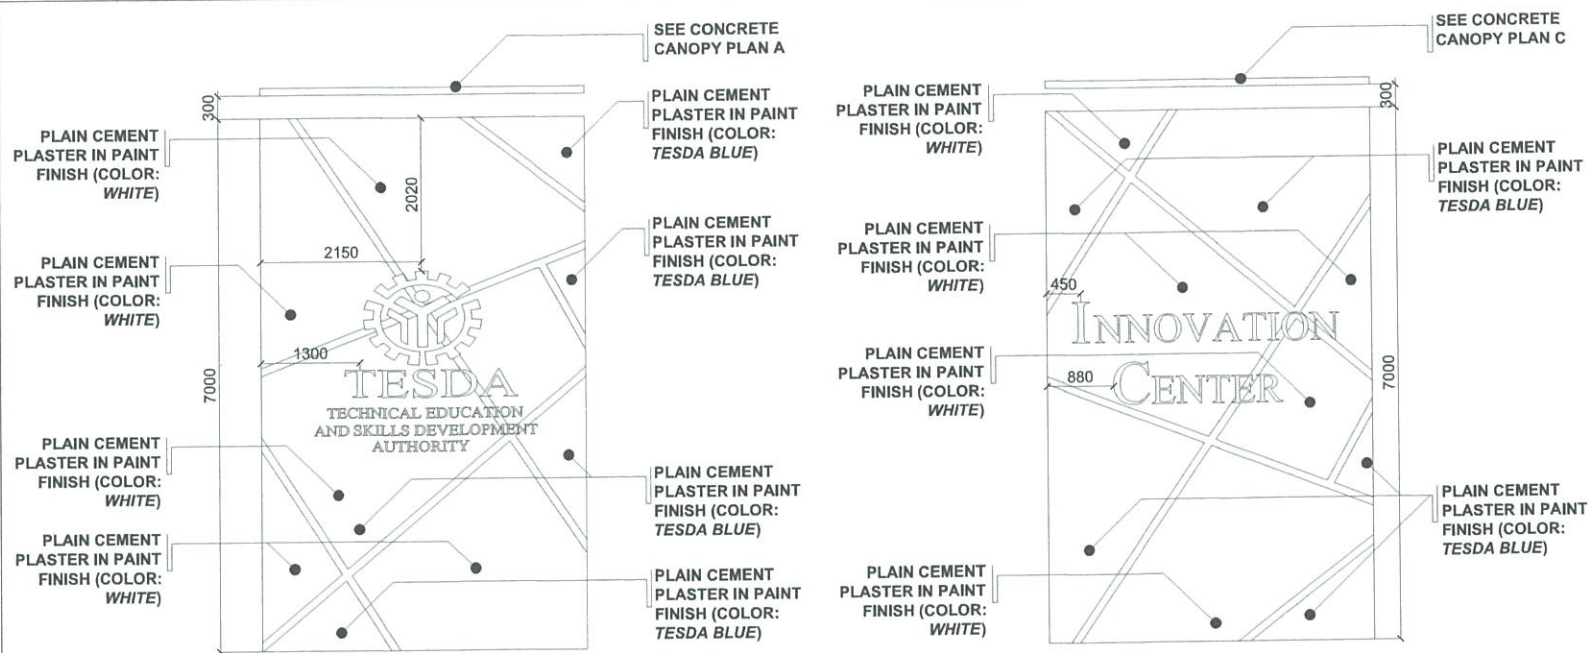 SEE CONCRETE
CANOPY PLAN A
300
PLAIN CEMENT
PLASTER IN PAINT
FINISH (COLOR:
WHITE)
PLAIN CEMENT
PLASTER IN PAINT
FINISH (COLOR:
TESDA BLUE)
2020
2150
PLAIN CEMENT
PLASTER IN PAINT
FINISH (COLOR:
WHITE)
PLAIN CEMENT
PLASTER IN PAINT
FINISH (COLOR:
TESDA BLUE)
1300
7000
TESDA
TECHNICAL EDUCATION
AND SKILLS DEVELOPMENT
AUTHORITY
PLAIN CEMENT
PLASTER IN PAINT
FINISH (COLOR:
WHITE)
PLAIN CEMENT
PLASTER IN PAINT
FINISH (COLOR:
TESDA BLUE)
PLAIN CEMENT
PLASTER IN PAINT
FINISH (COLOR:
WHITE)
PLAIN CEMENT
PLASTER IN PAINT
FINISH (COLOR:
TESDA BLUE)
SEE CONCRETE
CANOPY PLAN C
300
PLAIN CEMENT
PLASTER IN PAINT
FINISH (COLOR:
WHITE)
PLAIN CEMENT
PLASTER IN PAINT
FINISH (COLOR:
TESDA BLUE)
PLAIN CEMENT
PLASTER IN PAINT
FINISH (COLOR:
WHITE)
450
INNOVATION
CENTER
880
7000
PLAIN CEMENT
PLASTER IN PAINT
FINISH (COLOR:
WHITE)
PLAIN CEMENT
PLASTER IN PAINT
FINISH (COLOR:
TESDA BLUE)
PLAIN CEMENT
PLASTER IN PAINT
FINISH (COLOR:
WHITE)